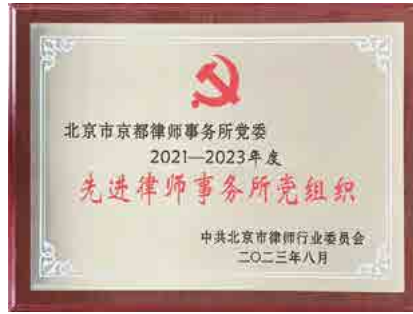 北京市京都律师事务所党委
2021—2023年度
先进律师事务所党组织
中共北京市律师行业委员会
二〇二三年八月